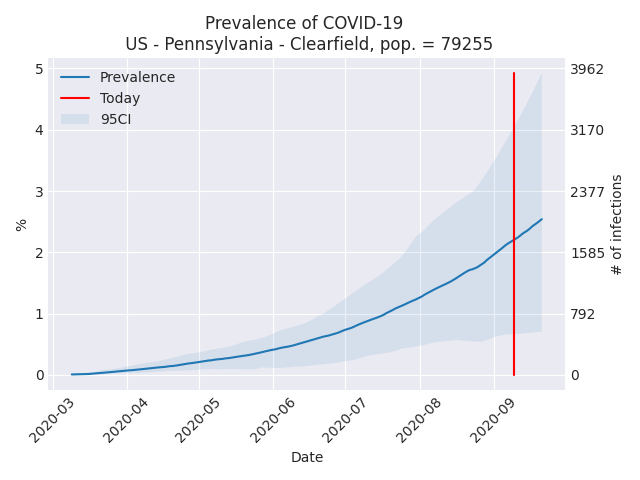 Prevalence of COVID-19
US - Pennsylvania - Clearfield, pop. = 79255
Prevalence
Today
95CI
5
4
3
2
1
0
%
3962
3170
2377
1585
792
0
# of infections
2020-03
2020-04
2020-05
2020-06
2020-07
2020-08
2020-09
Date